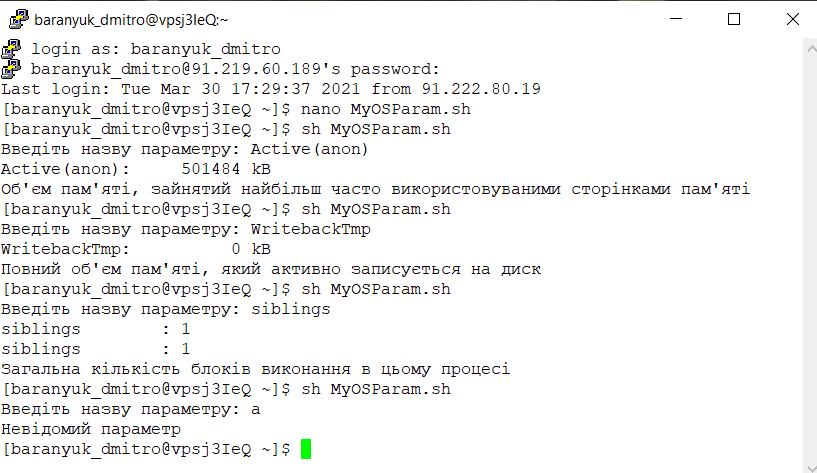 baranyuk_dmitro@vpsj3IeQ:~
login as: baranyuk_dmitro
baranyuk_dmitro@91.219.60.189's password:
Last login: Tue Mar 30 17:29:37 2021 from 91.222.80.19
[baranyuk_dmitro@vpsj3IeQ ~]$ nano MyOSParam.sh
[baranyuk_dmitro@vpsj3IeQ ~]$ sh MyOSParam.sh
Введіть назву параметру: Active(anon)
Active(anon):     501484 kB
Об'єм пам'яті, зайнятий найбільш часто використовуваними сторінками пам'яті
[baranyuk_dmitro@vpsj3IeQ ~]$ sh MyOSParam.sh
Введіть назву параметру: WritebackTmp
WritebackTmp:          0 kB
Повний об'єм пам'яті, який активно записується на диск
[baranyuk_dmitro@vpsj3IeQ ~]$ sh MyOSParam.sh
Введіть назву параметру: siblings
siblings        : 1
siblings        : 1
Загальна кількість блоків виконання в цьому процесі
[baranyuk_dmitro@vpsj3IeQ ~]$ sh MyOSParam.sh
Введіть назву параметру: a
Невідомий параметр
[baranyuk_dmitro@vpsj3IeQ ~]$